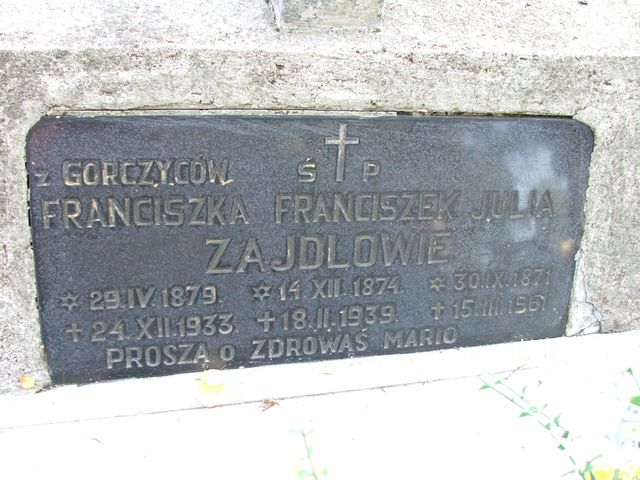 z GORCZYCÓW Ś P
FRANCISZKA FRANCISZEK JULIA
ZAJDLOWIE
✡ 29.IV 1879. ✡ 14 XII. 1874. ✡ 30.IX.1871
+ 24.XII.1933. + 18.II.1939. + 15.III.1961
PROSZĄ o ZDROWAŚ MARIO